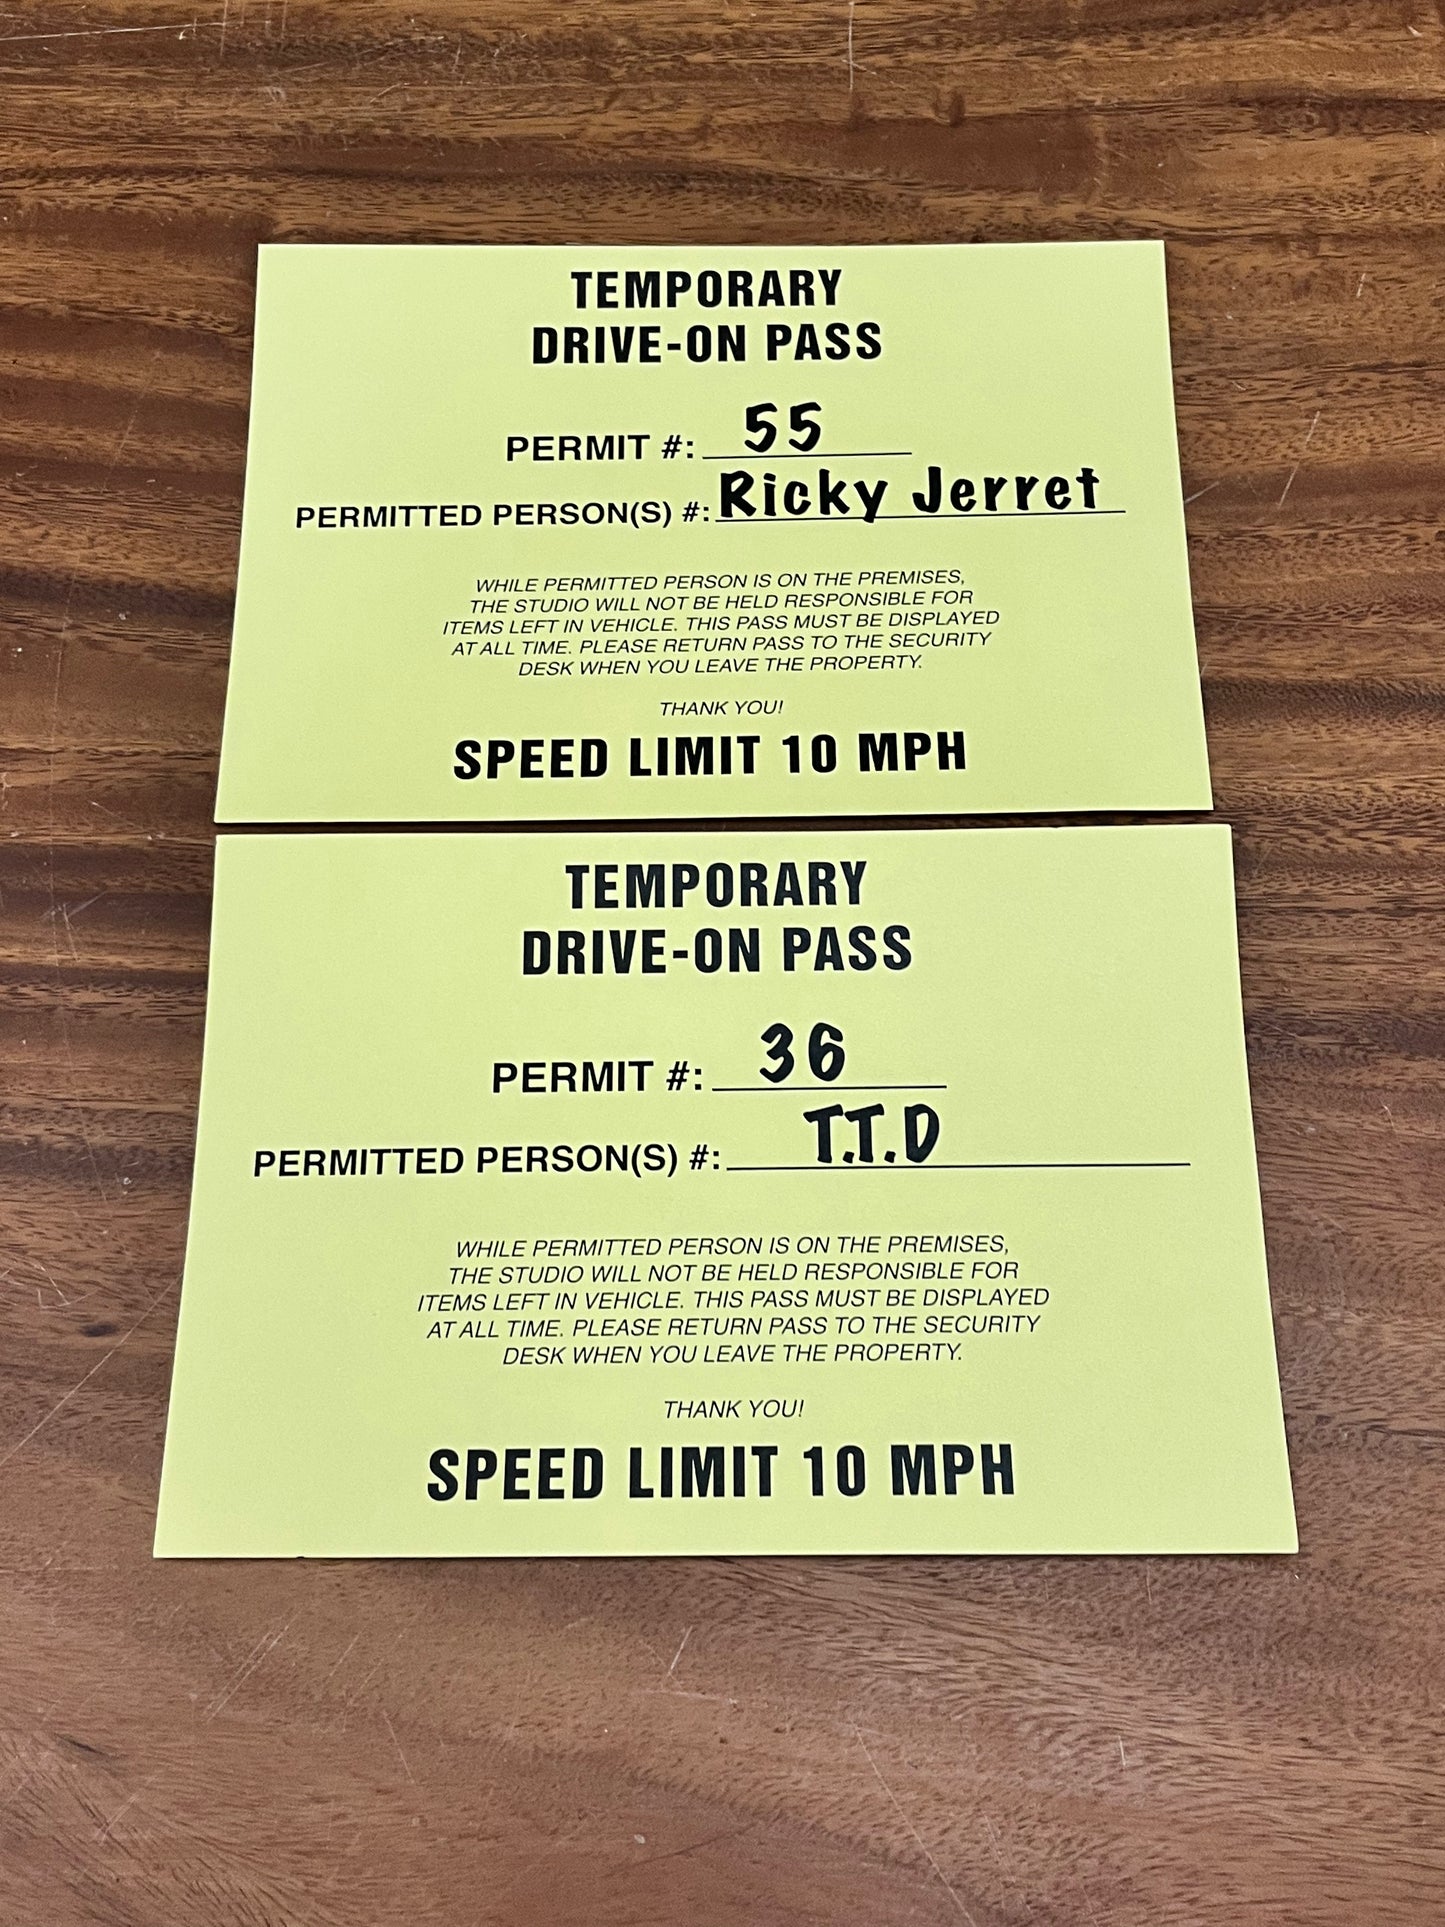 TEMPORARY
DRIVE-ON PASS
PERMIT #: 55
PERMITTED PERSON(S) #: Ricky Jerret
WHILE PERMITTED PERSON IS ON THE PREMISES,
THE STUDIO WILL NOT BE HELD RESPONSIBLE FOR
ITEMS LEFT IN VEHICLE. THIS PASS MUST BE DISPLAYED
AT ALL TIME. PLEASE RETURN PASS TO THE SECURITY
DESK WHEN YOU LEAVE THE PROPERTY.
THANK YOU!
SPEED LIMIT 10 MPH
TEMPORARY
DRIVE-ON PASS
PERMIT #: 36
PERMITTED PERSON(S) #: T.T.D
WHILE PERMITTED PERSON IS ON THE PREMISES,
THE STUDIO WILL NOT BE HELD RESPONSIBLE FOR
ITEMS LEFT IN VEHICLE. THIS PASS MUST BE DISPLAYED
AT ALL TIME. PLEASE RETURN PASS TO THE SECURITY
DESK WHEN YOU LEAVE THE PROPERTY.
THANK YOU!
SPEED LIMIT 10 MPH